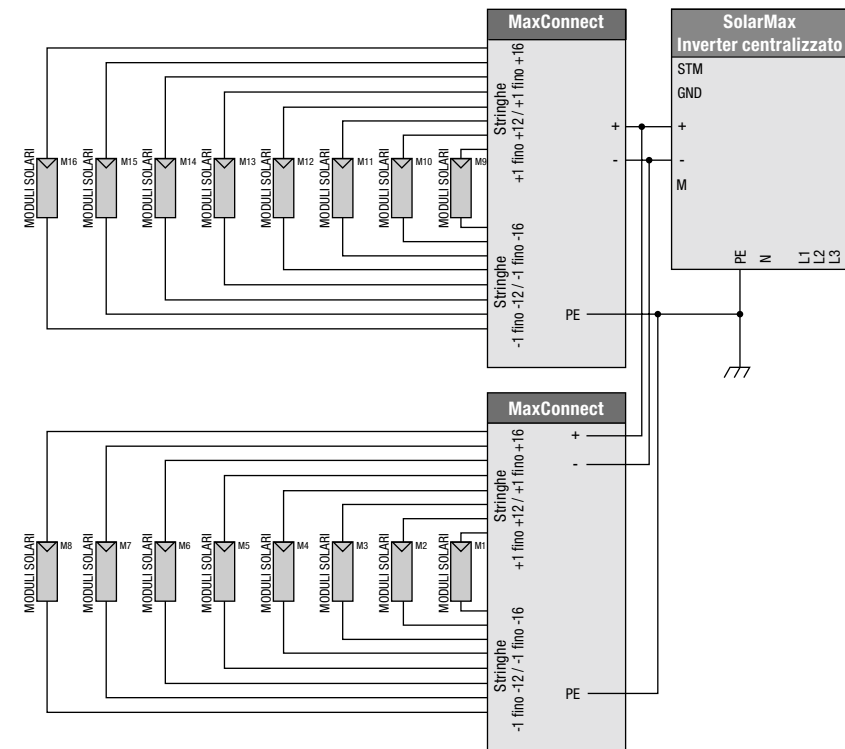 MaxConnect
SolarMax
Inverter centralizzato
STM
GND
+
-
M
PE
N
L1
L2
L3
Stringhe
+1 fino +12 / +1 fino +16
+
-
Stringhe
-1 fino -12 / -1 fino -16
PE
MODULI SOLARI
M16
MODULI SOLARI
M15
MODULI SOLARI
M14
MODULI SOLARI
M13
MODULI SOLARI
M12
MODULI SOLARI
M11
MODULI SOLARI
M10
MODULI SOLARI
M9
MaxConnect
+
-
Stringhe
+1 fino +12 / +1 fino +16
Stringhe
-1 fino -12 / -1 fino -16
PE
MODULI SOLARI
M8
MODULI SOLARI
M7
MODULI SOLARI
M6
MODULI SOLARI
M5
MODULI SOLARI
M4
MODULI SOLARI
M3
MODULI SOLARI
M2
MODULI SOLARI
M1